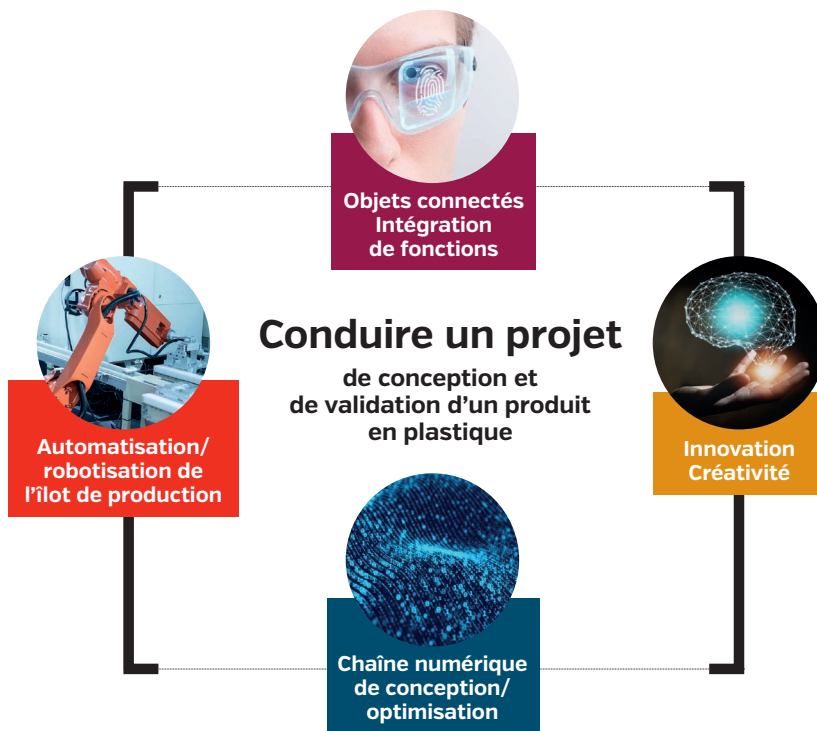 Objets connectés
Intégration
de fonctions
Conduire un projet
de conception et
de validation d'un produit
en plastique
Automatisation/
robotisation de
l'îlot de production
Innovation
Créativité
Chaîne numérique
de conception/
optimisation